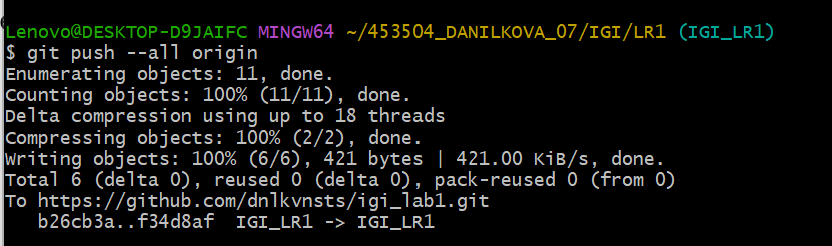 Lenovo@DESKTOP-D9JAIFC MINGW64 ~/453504_DANILKOVA_07/IGI/LR1 (IGI_LR1)
$ git push --all origin
Enumerating objects: 11, done.
Counting objects: 100% (11/11), done.
Delta compression using up to 18 threads
Compressing objects: 100% (2/2), done.
Writing objects: 100% (6/6), 421 bytes | 421.00 KiB/s, done.
Total 6 (delta 0), reused 0 (delta 0), pack-reused 0 (from 0)
To https://github.com/dnlkvnsts/igi_lab1.git
   b26cb3a..f34d8af  IGI_LR1 -> IGI_LR1